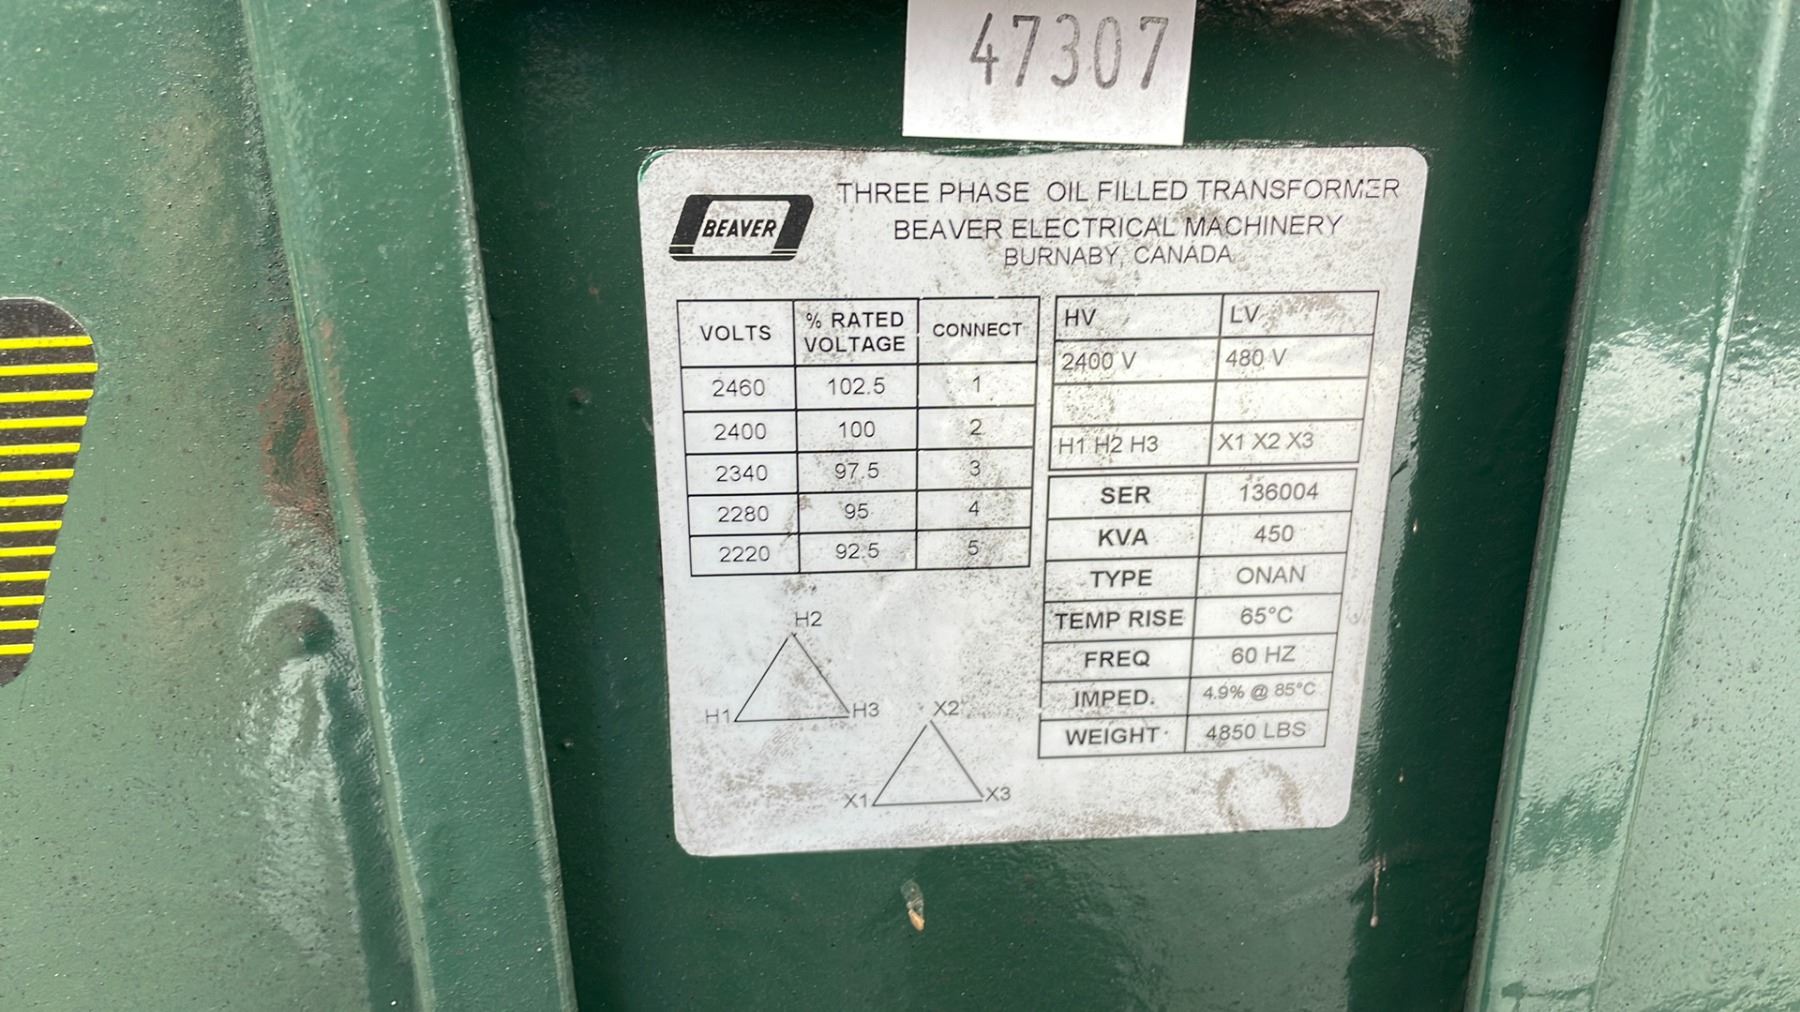 47307
BEAVER
THREE PHASE OIL FILLED TRANSFORMER
BEAVER ELECTRICAL MACHINERY
BURNABY, CANADA
VOLTS % RATED VOLTAGE CONNECT
2460 102.5 1
2400 100 2
2340 97.5 3
2280 95 4
2220 92.5 5
HV LV
2400 V 480 V
H1 H2 H3 X1 X2 X3
SER 136004
KVA 450
TYPE ONAN
TEMP RISE 65°C
FREQ 60 HZ
IMPED. 4.9% @ 85°C
WEIGHT 4850 LBS
H2
H1 H3
X2
X1 X3